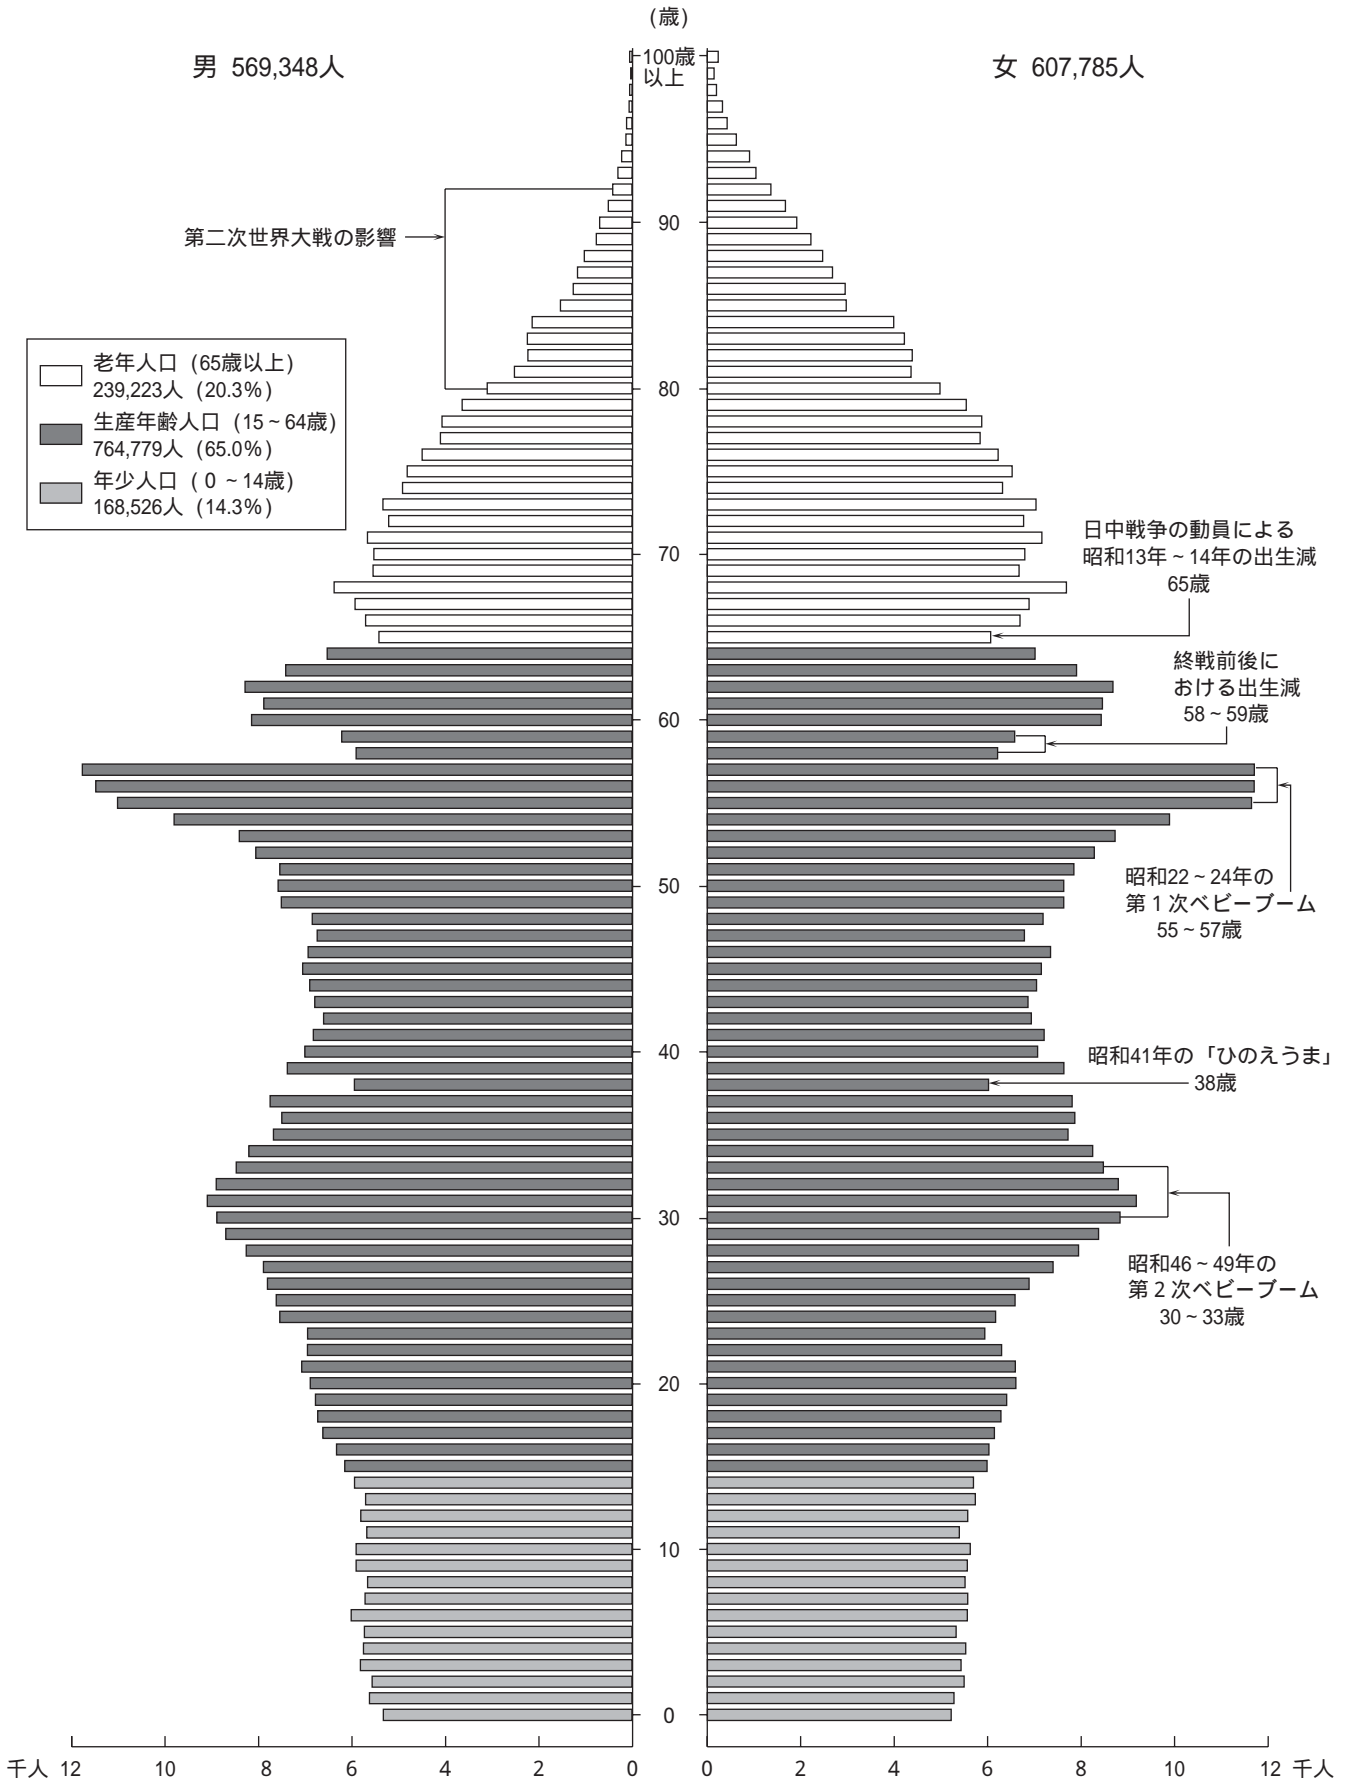 (歳)
男 569,348人
女 607,785人
100歳
以上
90
80
70
60
50
40
30
20
10
0
第二次世界大戦の影響
老年人口 (65歳以上)
239,223人 (20.3%)
生産年齢人口 (15~64歳)
764,779人 (65.0%)
年少人口 (0~14歳)
168,526人 (14.3%)
日中戦争の動員による
昭和13年~14年の出生減
65歳
終戦前後に
おける出生減
58~59歳
昭和22~24年の
第1次ベビーブーム
55~57歳
昭和41年の「ひのえうま」
38歳
昭和46~49年の
第2次ベビーブーム
30~33歳
千人 12 10 8 6 4 2 0
0 2 4 6 8 10 12 千人